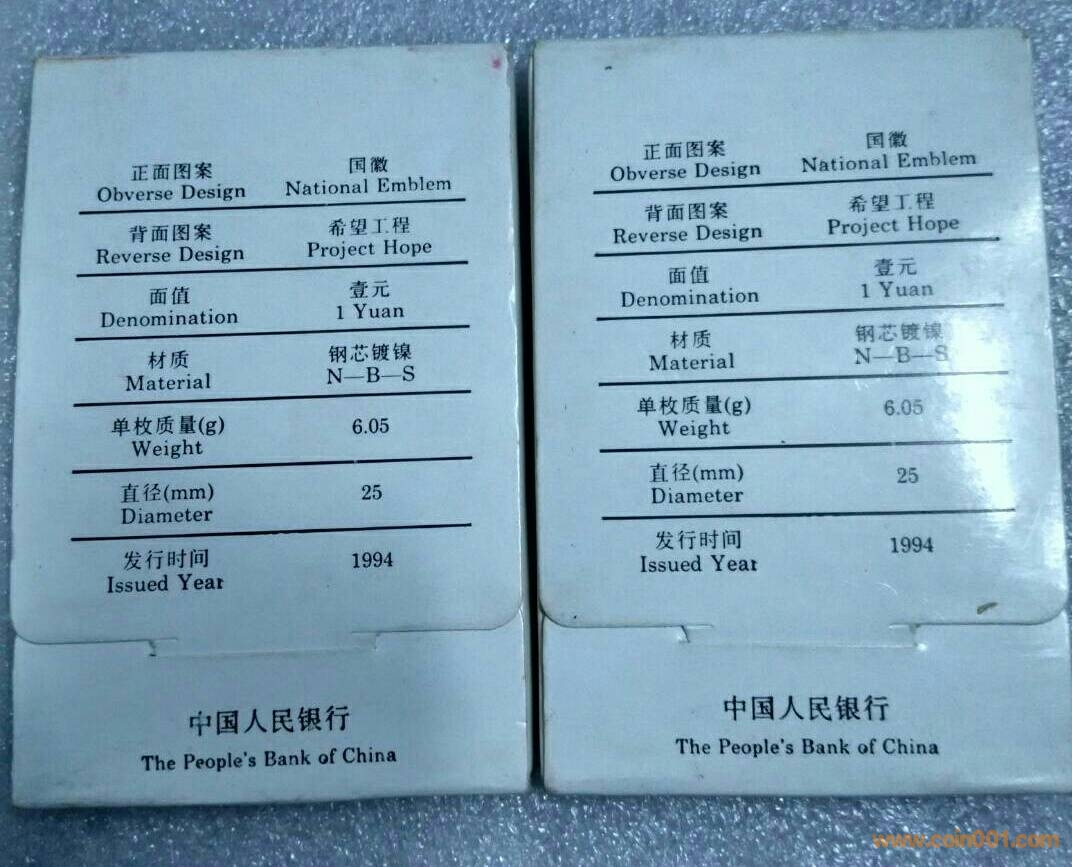 正面图案 国徽
Obverse Design National Emblem
背面图案 希望工程
Reverse Design Project Hope
面值 壹元
Denomination 1 Yuan
材质 钢芯镀镍
Material N—B—S
单枚质量(g) 6.05
Weight
直径(mm) 25
Diameter
发行时间 1994
Issued Year
中国人民银行
The People's Bank of China
正面图案 国徽
Obverse Design National Emblem
背面图案 希望工程
Reverse Design Project Hope
面值 壹元
Denomination 1 Yuan
材质 钢芯镀镍
Material N—B—S
单枚质量(g) 6.05
Weight
直径(mm) 25
Diameter
发行时间 1994
Issued Year
中国人民银行
The People's Bank of China
www.coin001.com